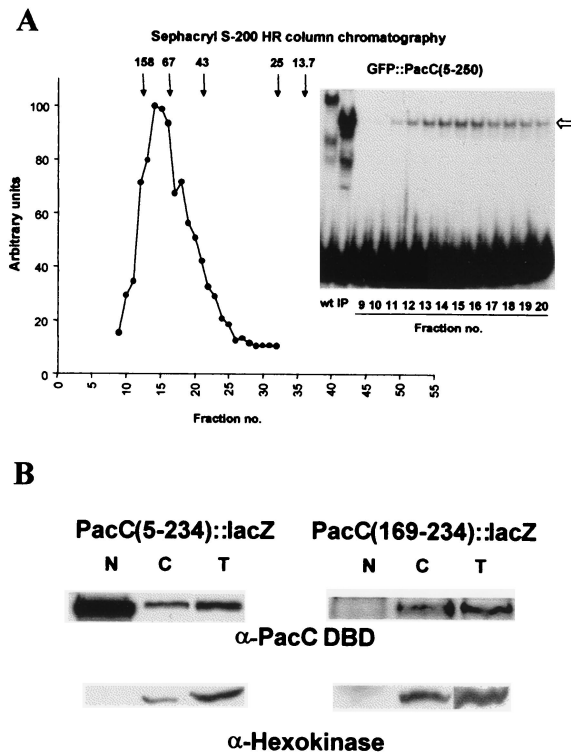 A
Sephacryl S-200 HR column chromatography
158 67 43 25 13.7
GFP::PacC(5-250)
Arbitrary units
100
80
60
40
20
0
0 5 10 15 20 25 30 35 40 45 50 55
Fraction no.
wt IP 9 10 11 12 13 14 15 16 17 18 19 20
Fraction no.
B
PacC(5-234)::lacZ PacC(169-234)::lacZ
N C T N C T
α-PacC DBD
α-Hexokinase